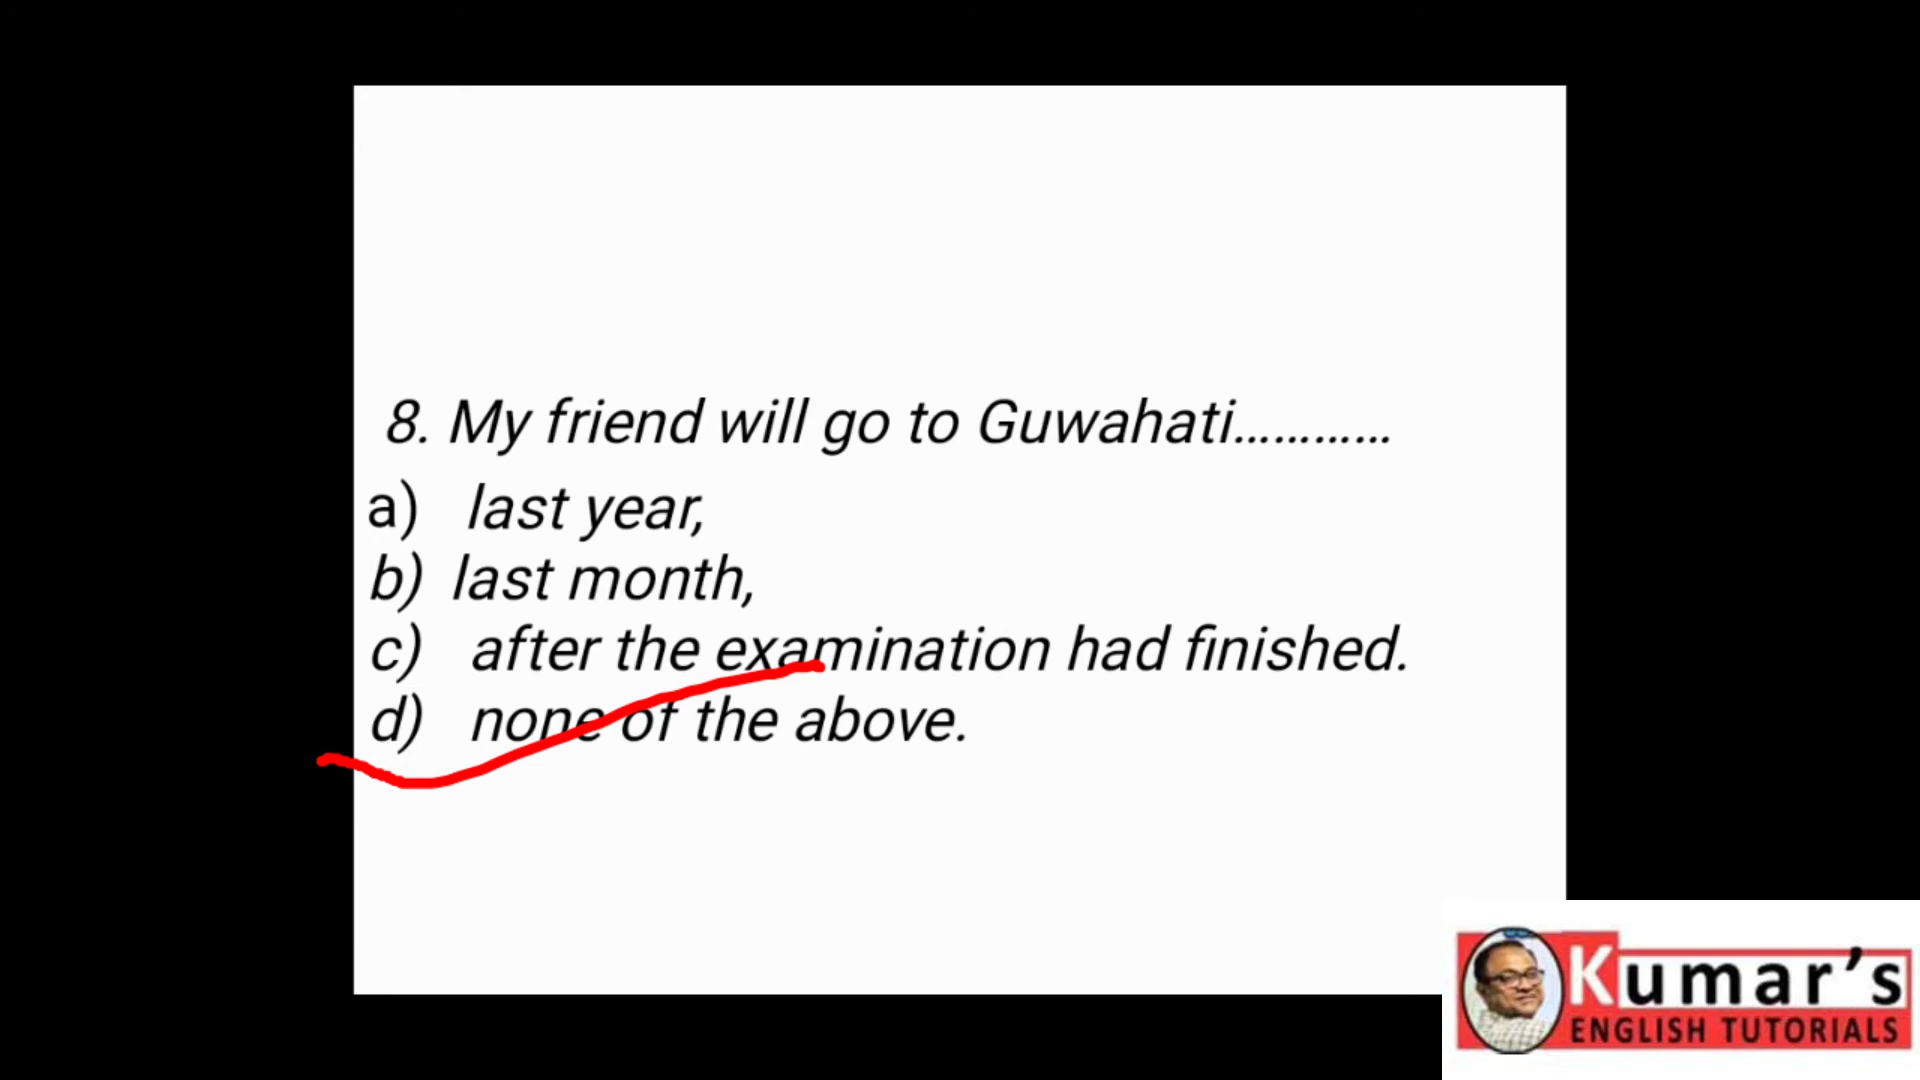 8. My friend will go to Guwahati............
a) last year,
b) last month,
c) after the examination had finished.
d) none of the above.
Kumar's
ENGLISH TUTORIALS